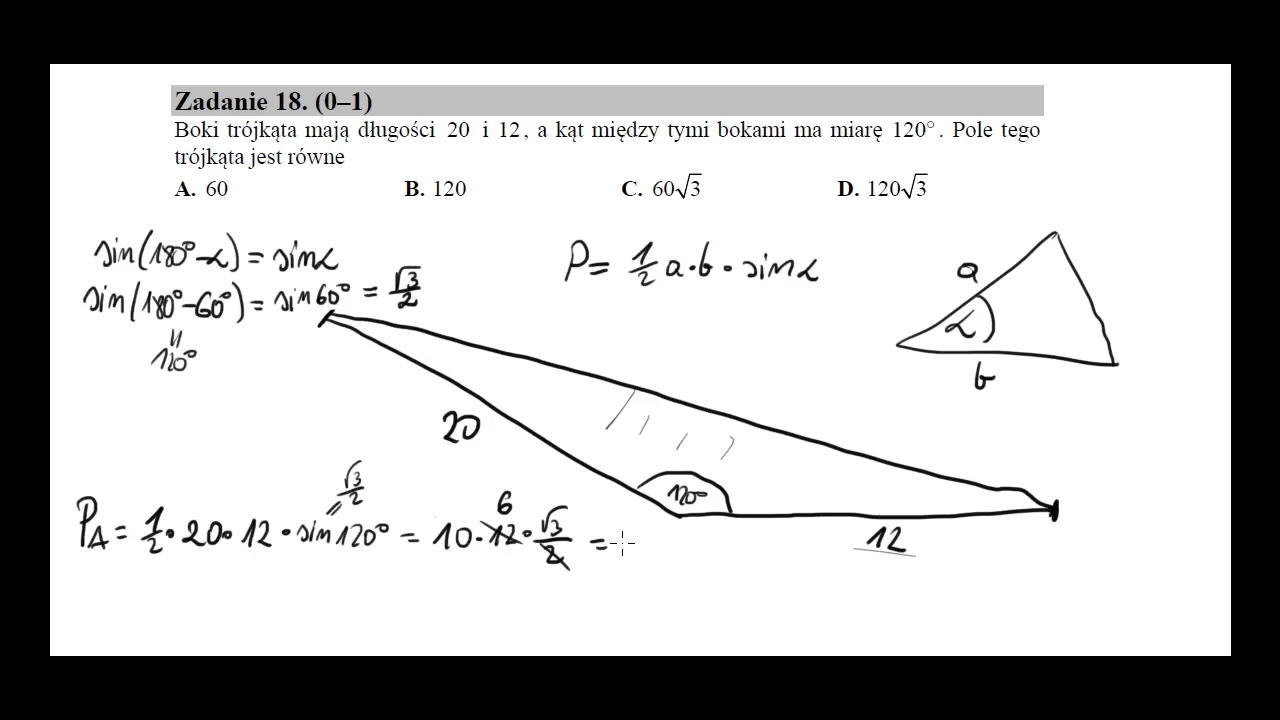 Zadanie 18. (0–1)
Boki trójkąta mają długości 20 i 12, a kąt między tymi bokami ma miarę 120°. Pole tego
trójkąta jest równe
A. 60 B. 120 C. 60√3 D. 120√3
sin(180°-α) = sinα
sin(180°-60°) = sin60° = √3/2
"
120°
P = 1/2 a·b·sinα
a
α
b
20
120°
12
√3/2
"
6
P_Δ = 1/2·20·12·sin120° = 10·12·√3/2 =